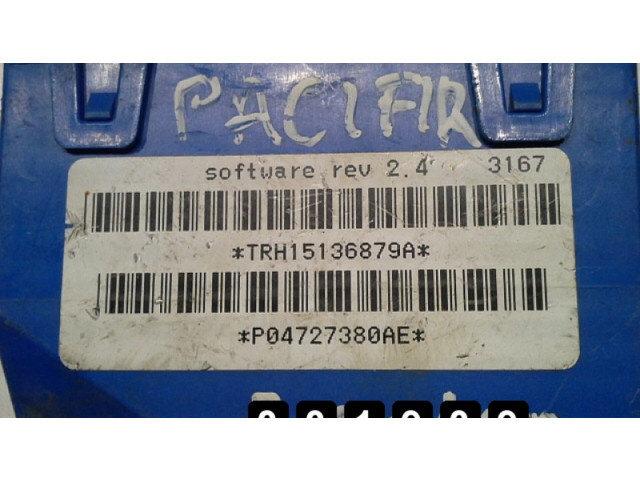 PACIFIR
software rev 2.4 3167
*TRH15136879A*
*P04727380AE*